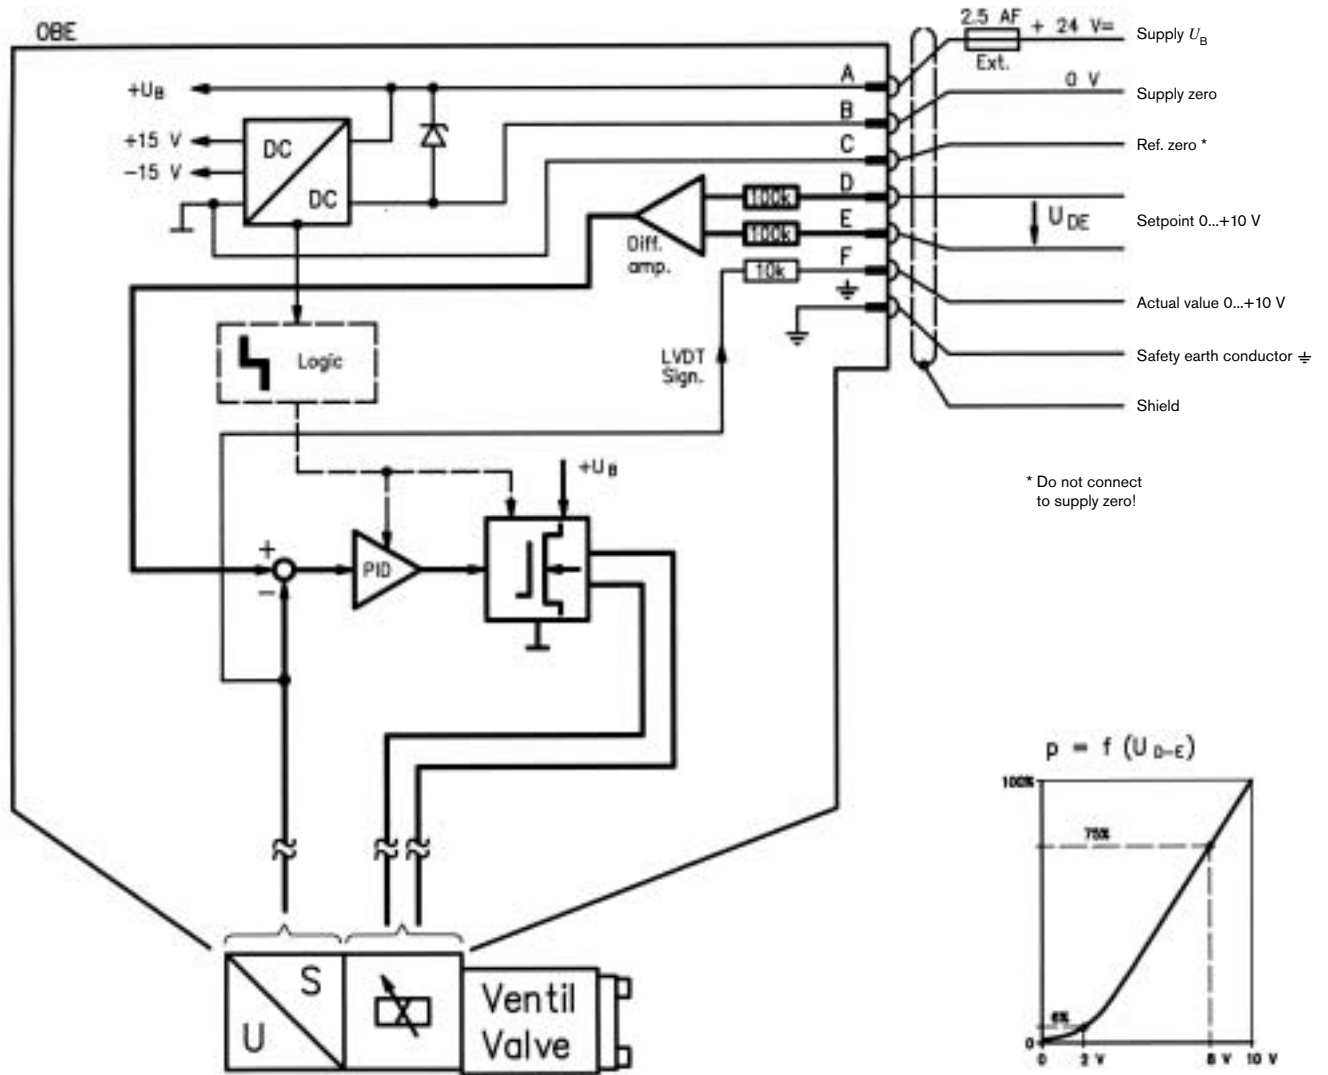 OBE
2.5 AF
+ 24 V=
Ext.
Supply U_B
0 V
Supply zero
Ref. zero *
U_DE
Setpoint 0...+10 V
Actual value 0...+10 V
Safety earth conductor ⏚
Shield
* Do not connect
to supply zero!
A
B
C
D
E
F
+U_B
+15 V
-15 V
DC
DC
100k
100k
10k
Diff.
amp.
Logic
LVDT
Sign.
+U_B
+
-
PID
S
U
Ventil
Valve
p = f (U_D-E)
100%
75%
6%
0
0
2 V
8 V
10 V